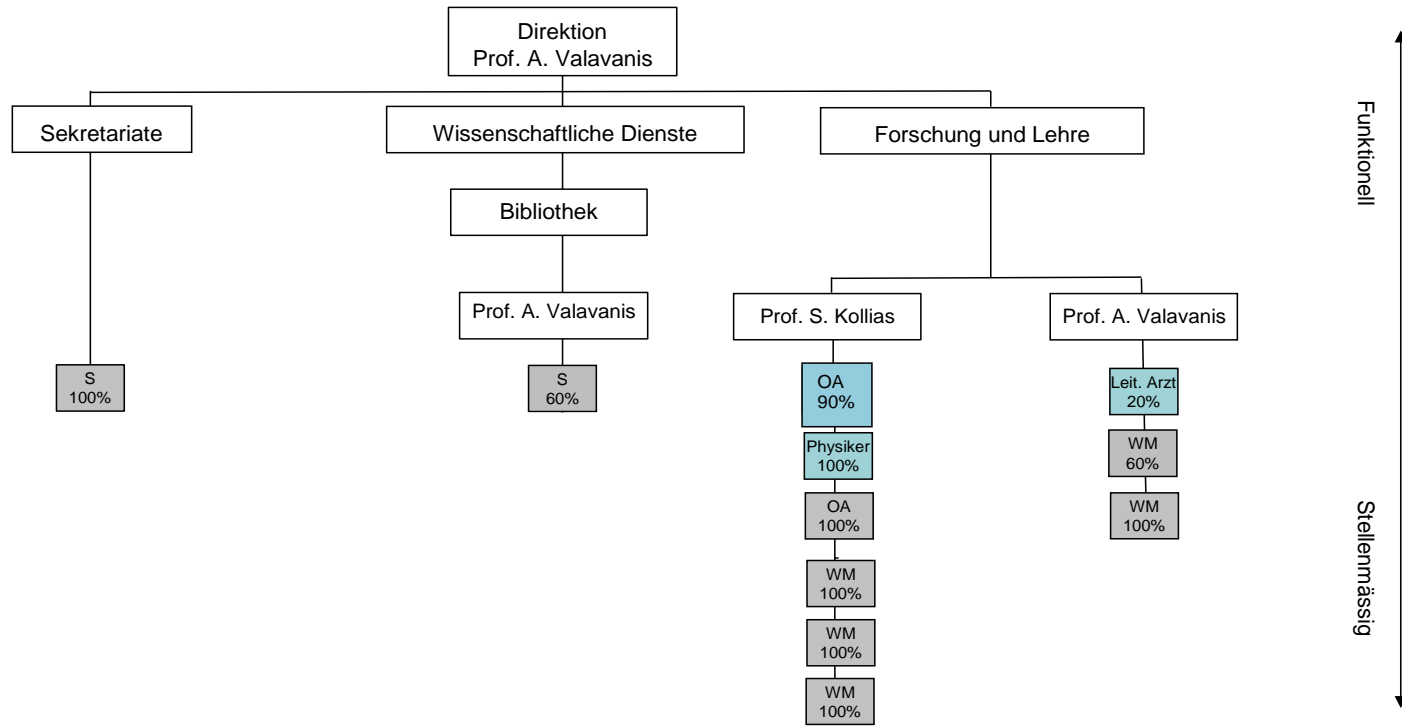 Direktion
Prof. A. Valavanis
Sekretariate
Wissenschaftliche Dienste
Forschung und Lehre
Bibliothek
Prof. A. Valavanis
Prof. S. Kollias
Prof. A. Valavanis
S
100%
S
60%
OA
90%
Physiker
100%
OA
100%
WM
100%
WM
100%
WM
100%
Leit. Arzt
20%
WM
60%
WM
100%
Funktionell
Stellenmässig